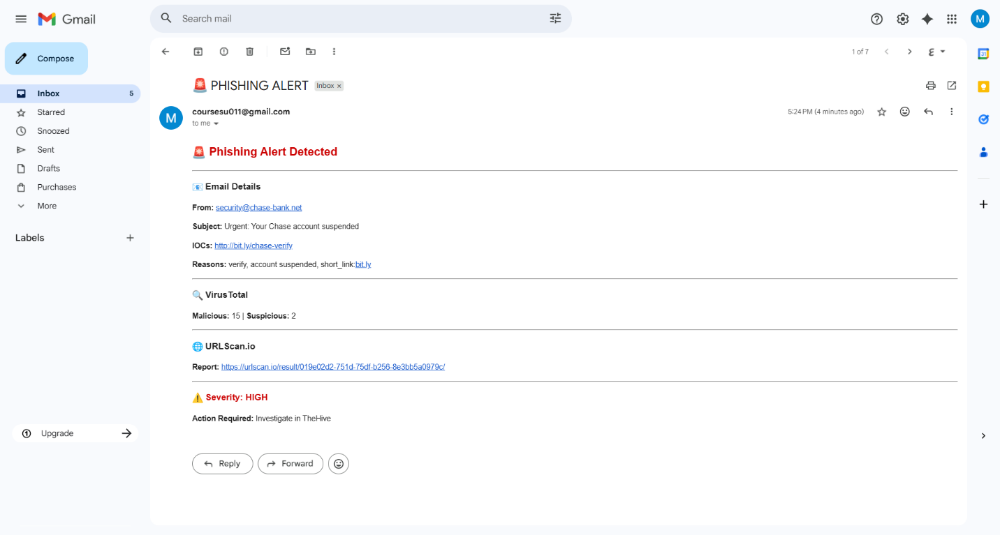 Gmail
Search mail
M
Compose
1 of 7
Inbox 5
Starred
Snoozed
Sent
Drafts
Purchases
More
Labels
Upgrade
🚨 PHISHING ALERT Inbox ×
M
coursesu011@gmail.com
5:24 PM (4 minutes ago)
to me
🚨 Phishing Alert Detected
📧 Email Details
From: security@chase-bank.net
Subject: Urgent: Your Chase account suspended
IOCs: http://bit.ly/chase-verify
Reasons: verify, account suspended, short_link:bit.ly
🔍 VirusTotal
Malicious: 15 | Suspicious: 2
🌐 URLScan.io
Report: https://urlscan.io/result/019e02d2-751d-75df-b256-8e3bb5a0979c/
⚠️ Severity: HIGH
Action Required: Investigate in TheHive
Reply
Forward
31